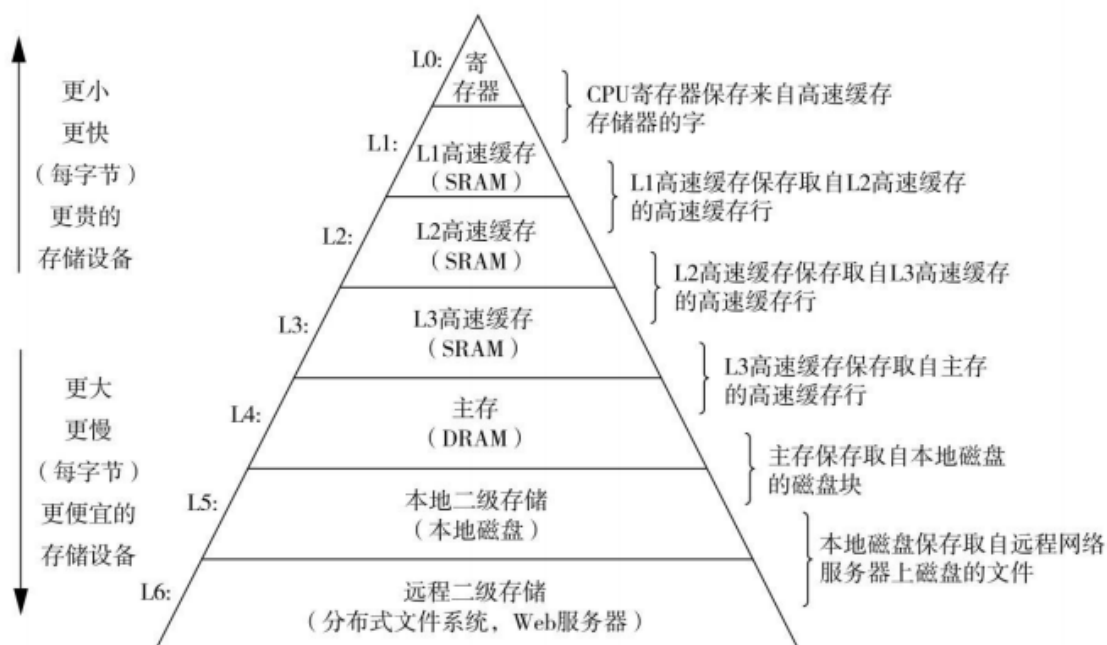 更小
更快
（每字节）
更贵的
存储设备
更大
更慢
（每字节）
更便宜的
存储设备
L0:
寄
存器
CPU寄存器保存来自高速缓存
存储器的字
L1:
L1高速缓存
（SRAM）
L1高速缓存保存取自L2高速缓存
的高速缓存行
L2:
L2高速缓存
（SRAM）
L2高速缓存保存取自L3高速缓存
的高速缓存行
L3:
L3高速缓存
（SRAM）
L3高速缓存保存取自主存
的高速缓存行
L4:
主存
（DRAM）
主存保存取自本地磁盘
的磁盘块
L5:
本地二级存储
（本地磁盘）
本地磁盘保存取自远程网络
服务器上磁盘的文件
L6:
远程二级存储
（分布式文件系统，Web服务器）